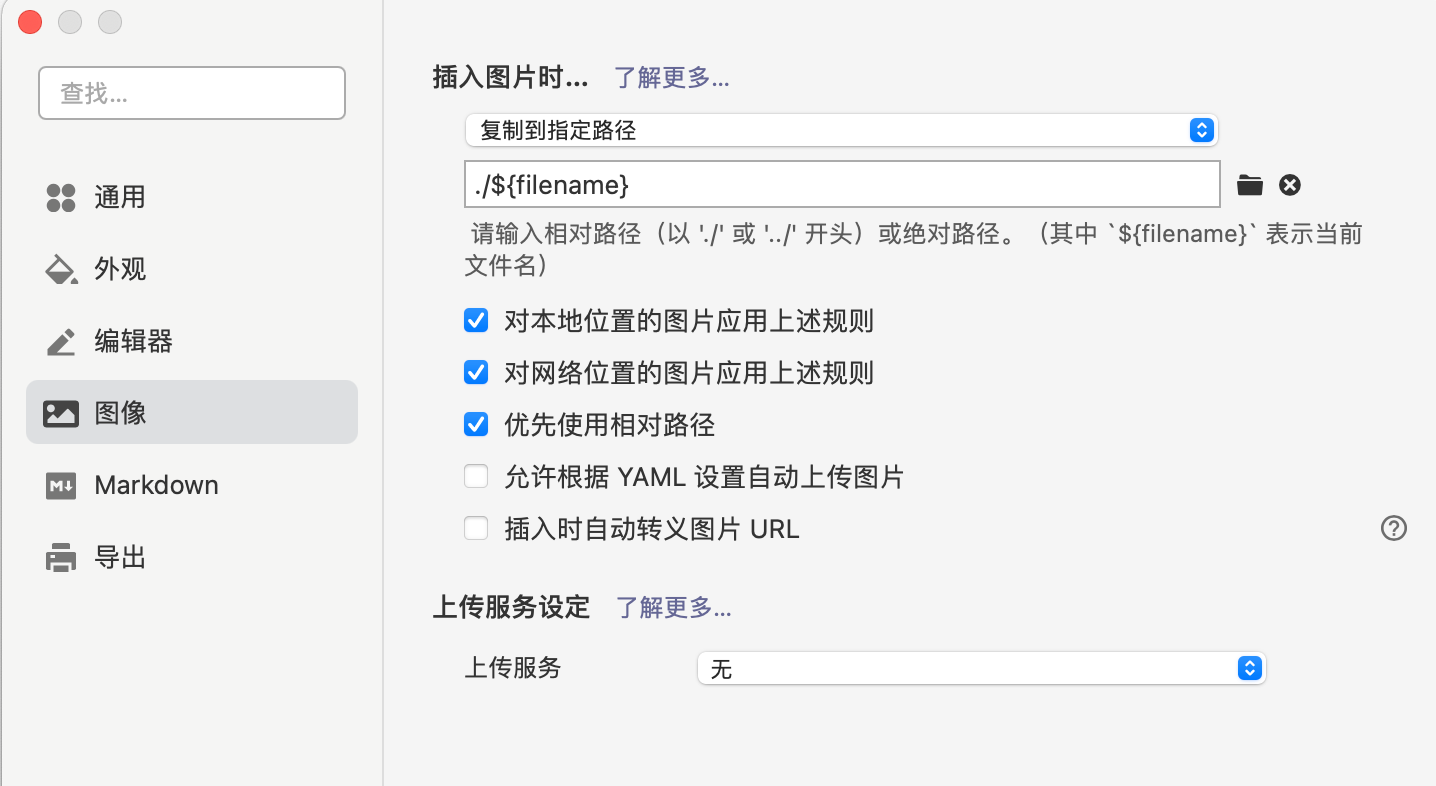 查找...
通用
外观
编辑器
图像
Markdown
导出
插入图片时... 了解更多...
复制到指定路径
./${filename}
请输入相对路径（以 './' 或 '../' 开头）或绝对路径。（其中 `${filename}` 表示当前
文件名）
对本地位置的图片应用上述规则
对网络位置的图片应用上述规则
优先使用相对路径
允许根据 YAML 设置自动上传图片
插入时自动转义图片 URL
上传服务设定 了解更多...
上传服务 无